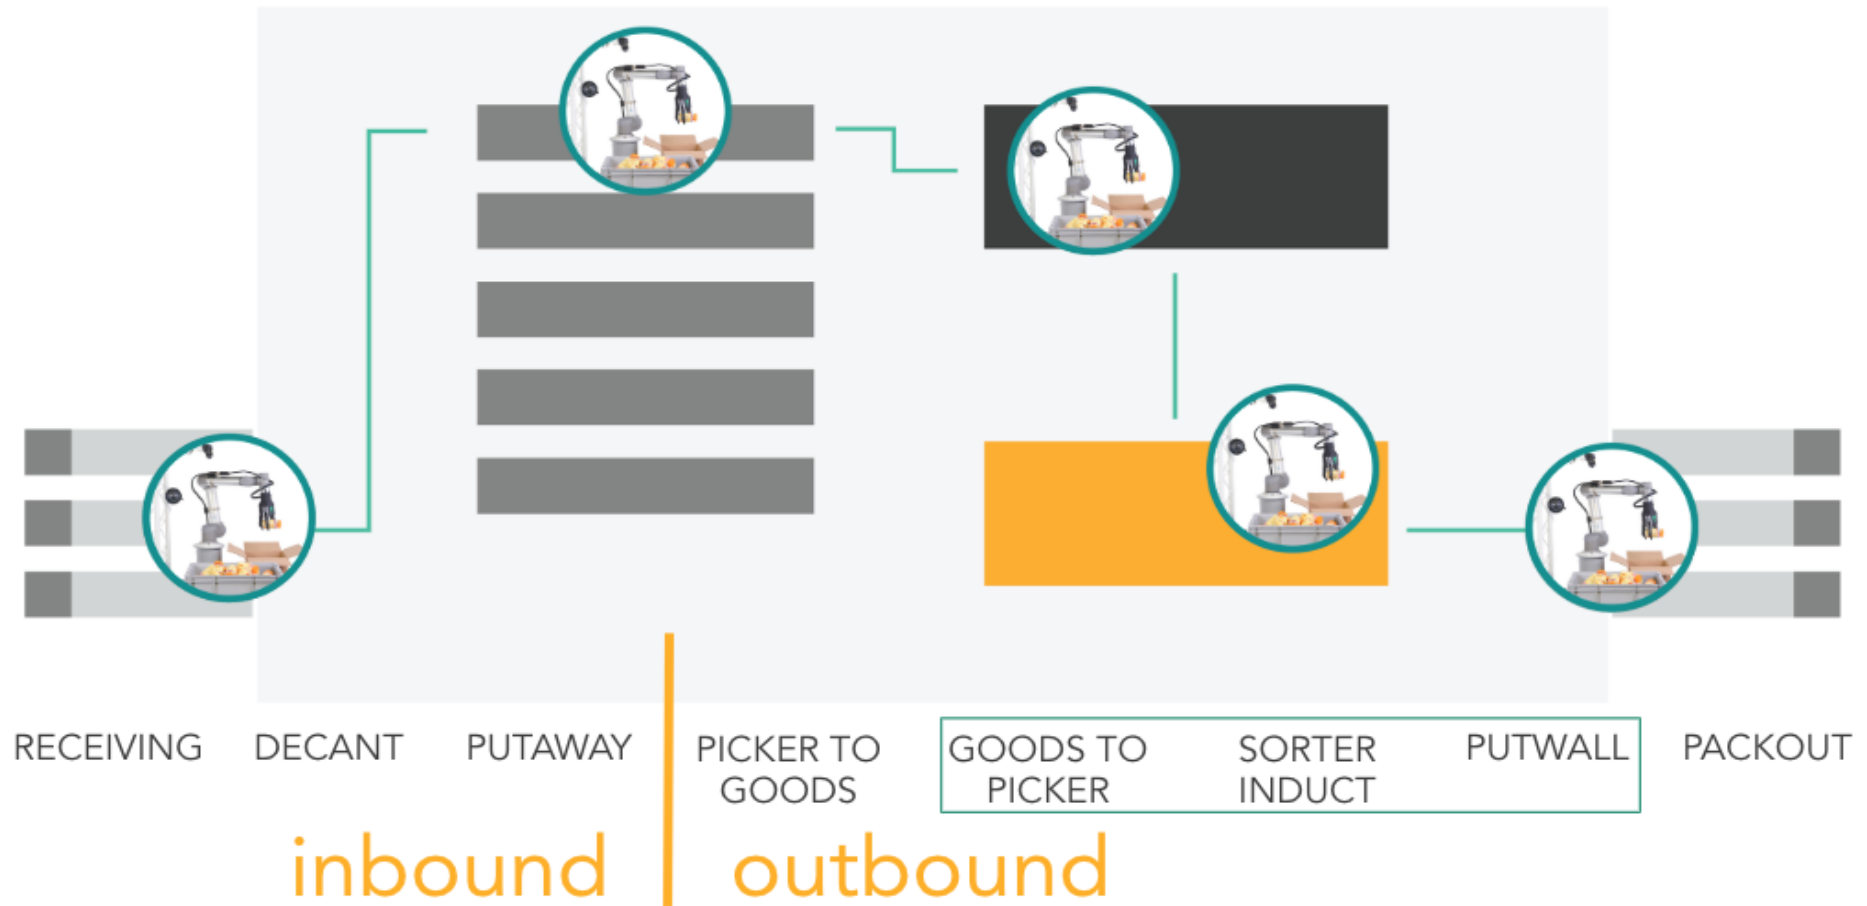 RECEIVING
DECANT
PUTAWAY
PICKER TO
GOODS
GOODS TO
PICKER
SORTER
INDUCT
PUTWALL
PACKOUT
inbound
outbound